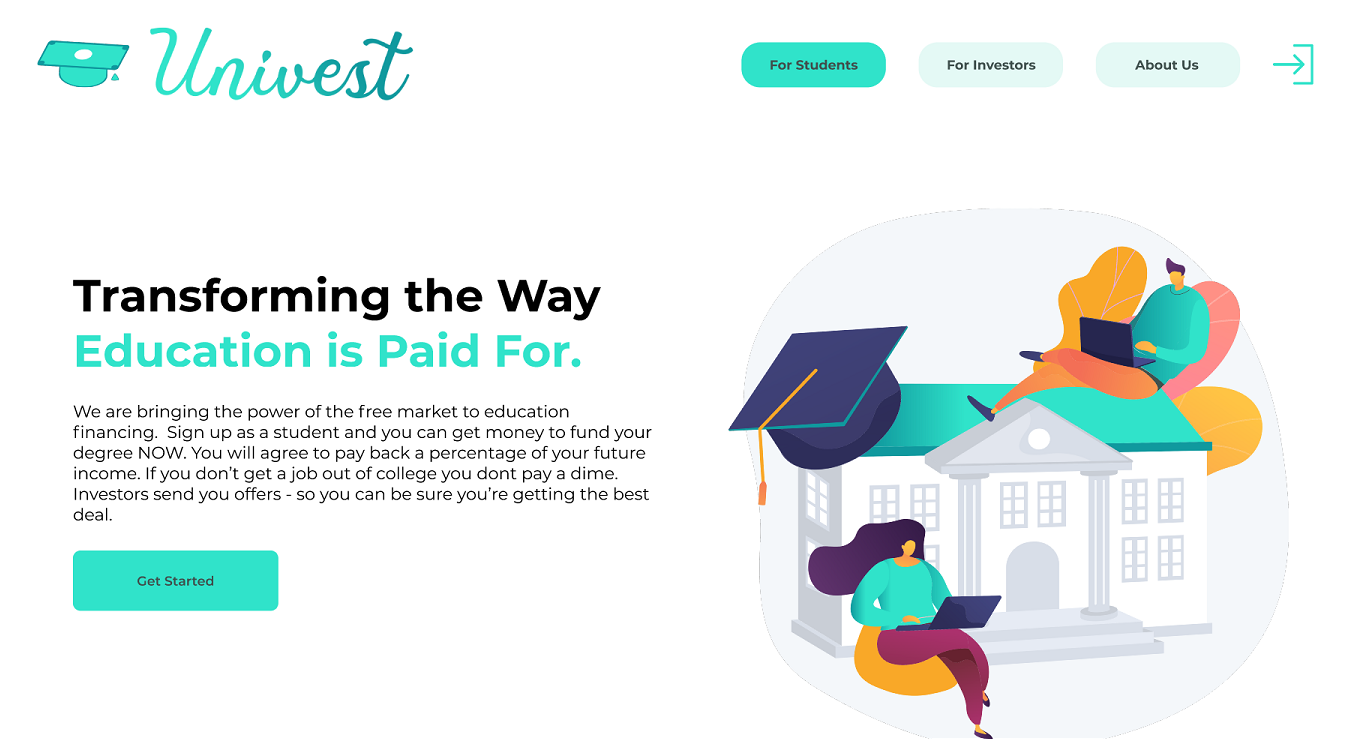 Univest
For Students
For Investors
About Us
Transforming the Way
Education is Paid For.
We are bringing the power of the free market to education
financing.  Sign up as a student and you can get money to fund your
degree NOW. You will agree to pay back a percentage of your future
income. If you don’t get a job out of college you dont pay a dime.
Investors send you offers - so you can be sure you’re getting the best
deal.
Get Started